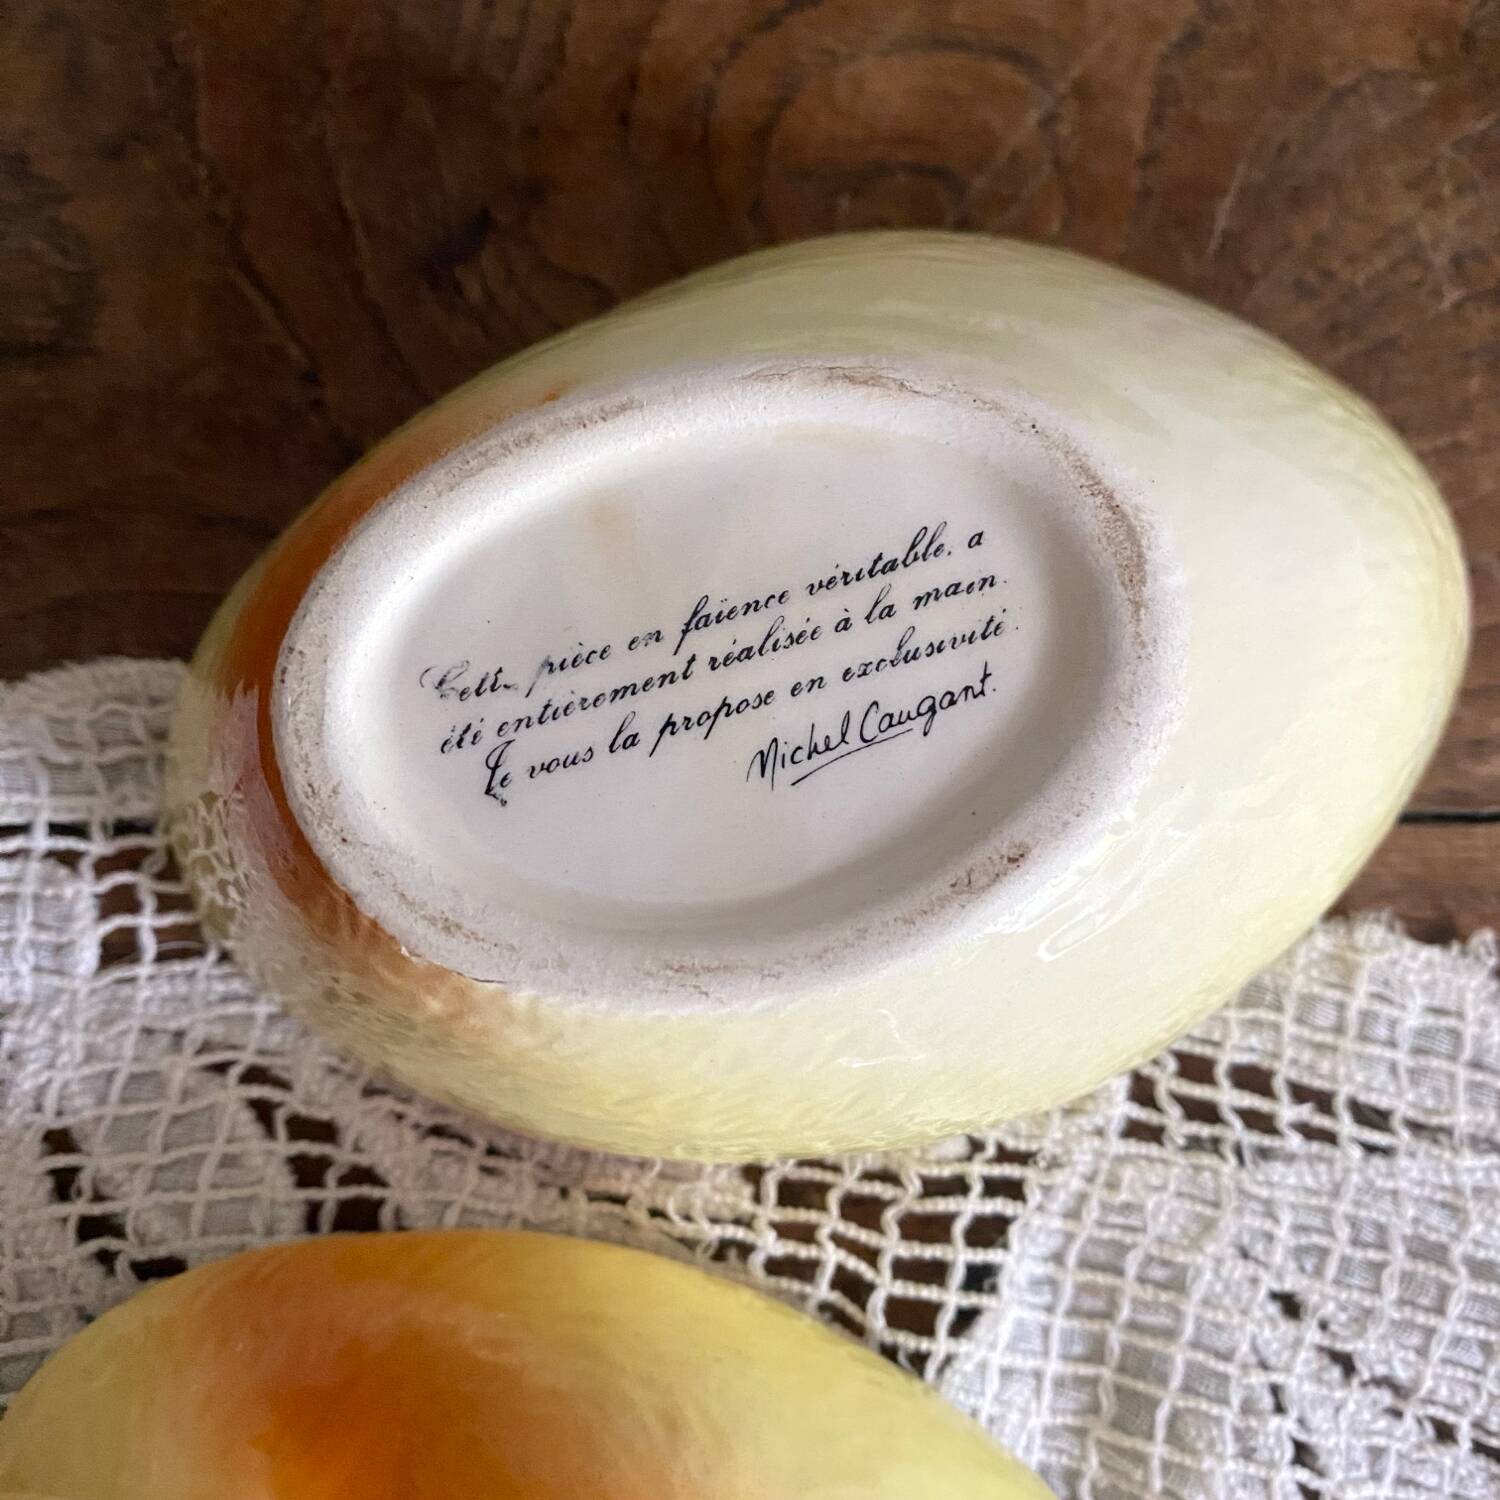 Cette pièce en faïence véritable, a
été entièrement réalisée à la main.
Je vous la propose en exclusivité.
Michel Caugant.